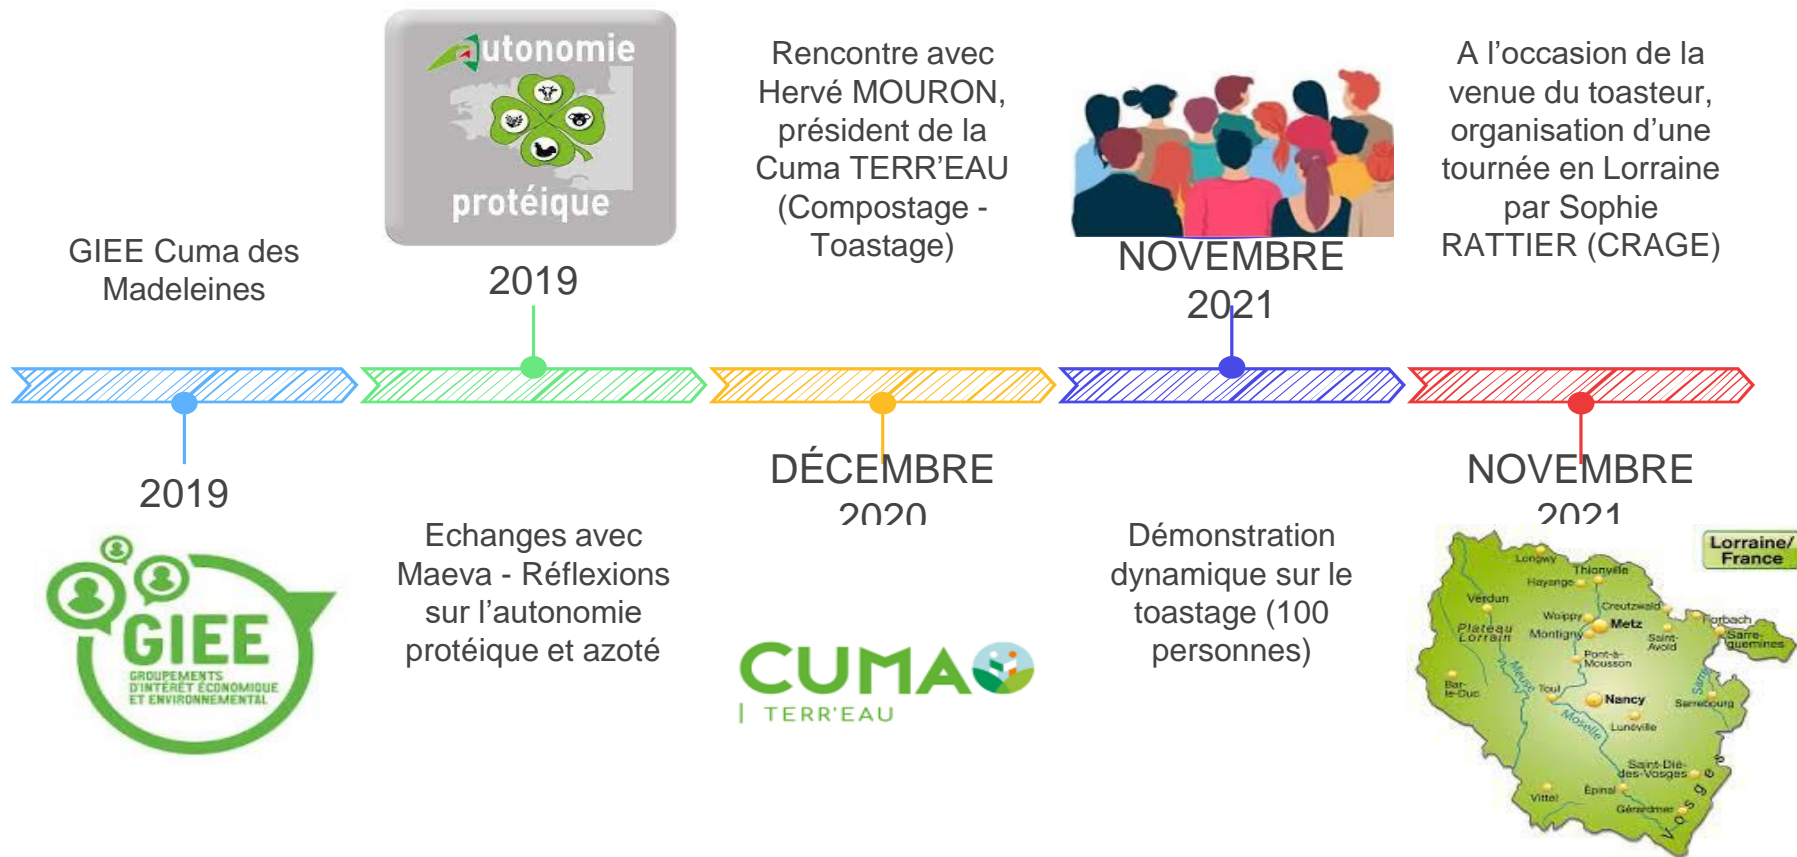 GIEE Cuma des
Madeleines
2019
GIEE
GROUPEMENTS
D'INTÉRÊT ÉCONOMIQUE
ET ENVIRONNEMENTAL
autonomie
protéique
2019
Echanges avec
Maeva - Réflexions
sur l’autonomie
protéique et azoté
Rencontre avec
Hervé MOURON,
président de la
Cuma TERR’EAU
(Compostage -
Toastage)
DÉCEMBRE
2020
CUMA
| TERR'EAU
NOVEMBRE
2021
Démonstration
dynamique sur le
toastage (100
personnes)
A l’occasion de la
venue du toasteur,
organisation d’une
tournée en Lorraine
par Sophie
RATTIER (CRAGE)
NOVEMBRE
2021
Lorraine/
France
Longwy
Thionville
Hayange
Verdun
Creutzwald
Woippy
Forbach
Metz
Plateau
Lorrain
Montigny
Saint-
Avold
Sarre-
guemines
Pont-à-
Mousson
Bar-
le-Duc
Meuse
Toul
Nancy
Sarre
Sarrebourg
Moselle
Lunéville
Saint-Dié-
des-Vosges
Vittel
Épinal
Gérardmer
Vosges